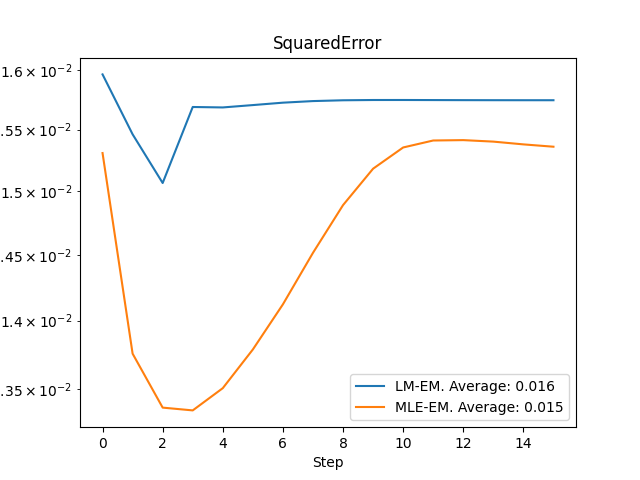 SquaredError
1.6 × 10⁻²
.55 × 10⁻²
1.5 × 10⁻²
.45 × 10⁻²
1.4 × 10⁻²
.35 × 10⁻²
LM-EM. Average: 0.016
MLE-EM. Average: 0.015
0 2 4 6 8 10 12 14
Step